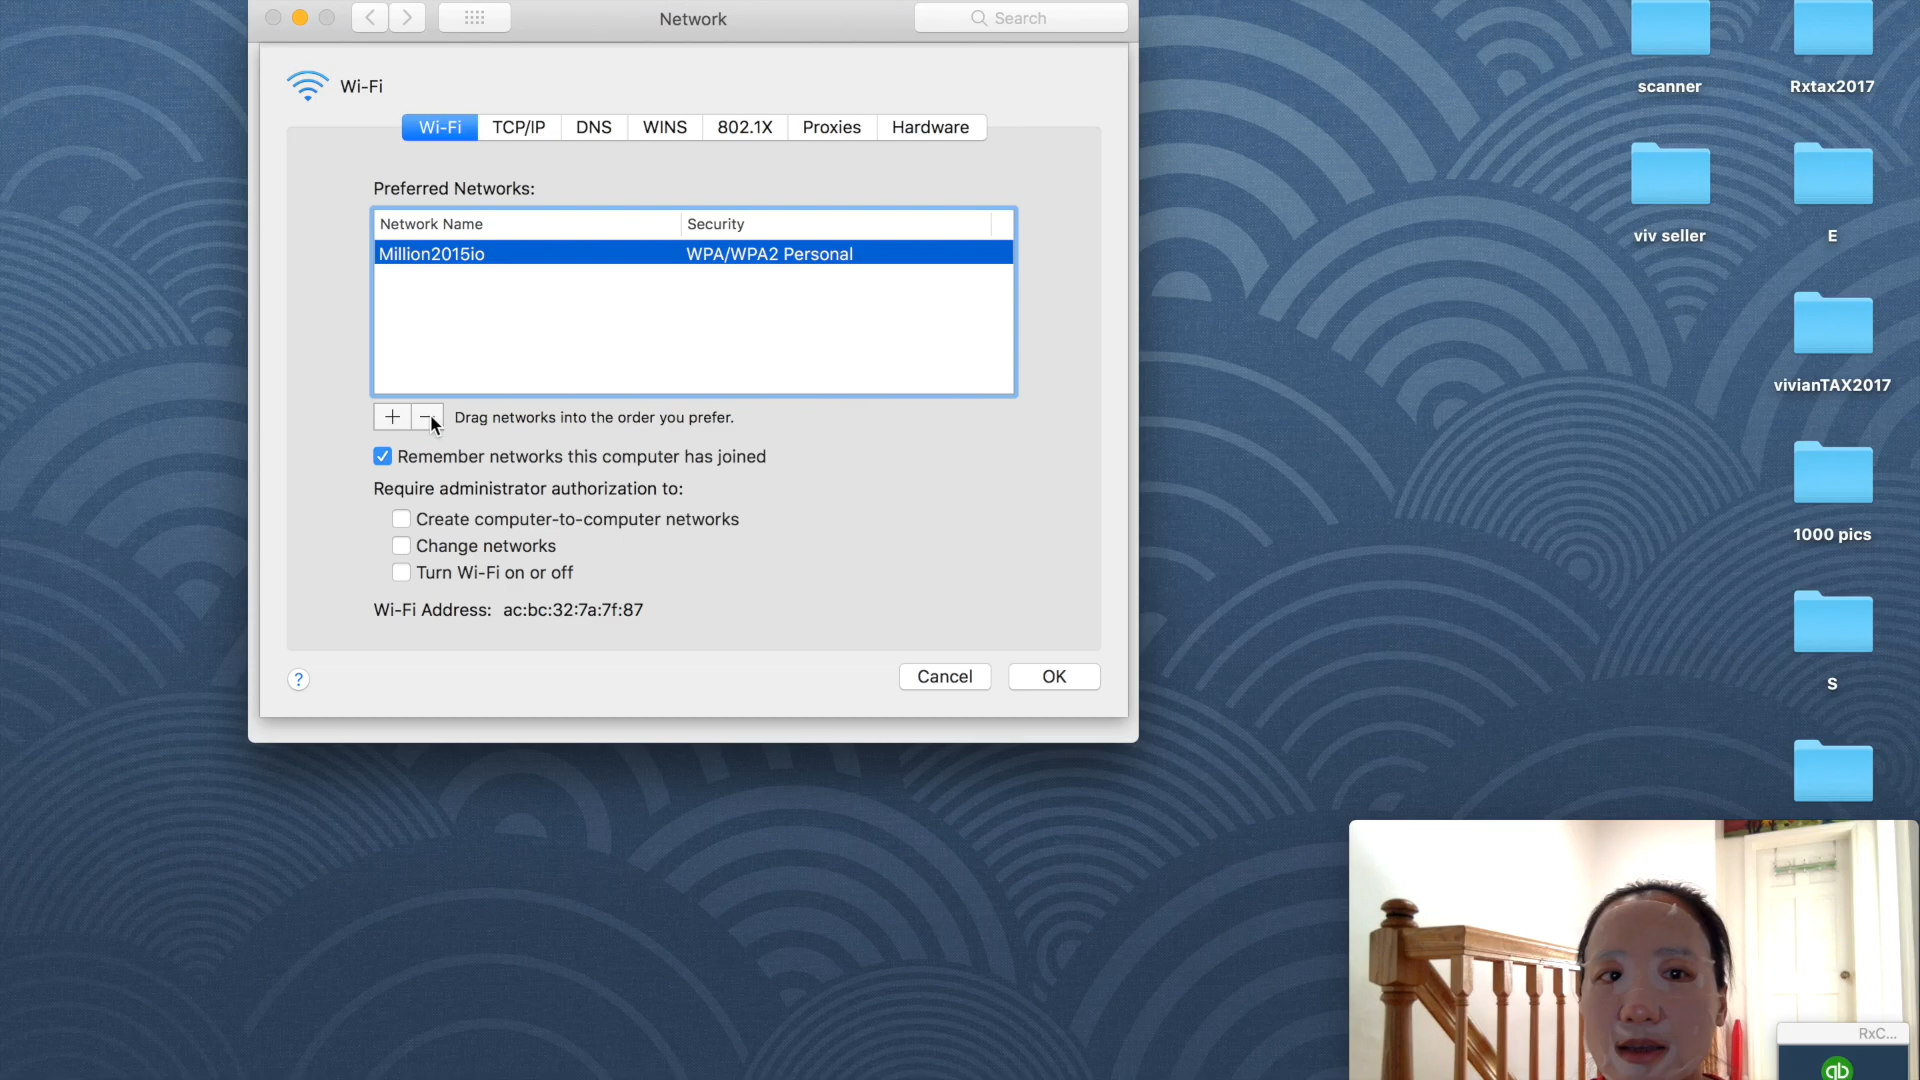 Network
Search
Wi-Fi
Wi-Fi TCP/IP DNS WINS 802.1X Proxies Hardware
Preferred Networks:
Network Name Security
Million2015io WPA/WPA2 Personal
Drag networks into the order you prefer.
Remember networks this computer has joined
Require administrator authorization to:
Create computer-to-computer networks
Change networks
Turn Wi-Fi on or off
Wi-Fi Address: ac:bc:32:7a:7f:87
? Cancel OK
scanner Rxtax2017
viv seller E
vivianTAX2017
1000 pics
S
RxC...
qb